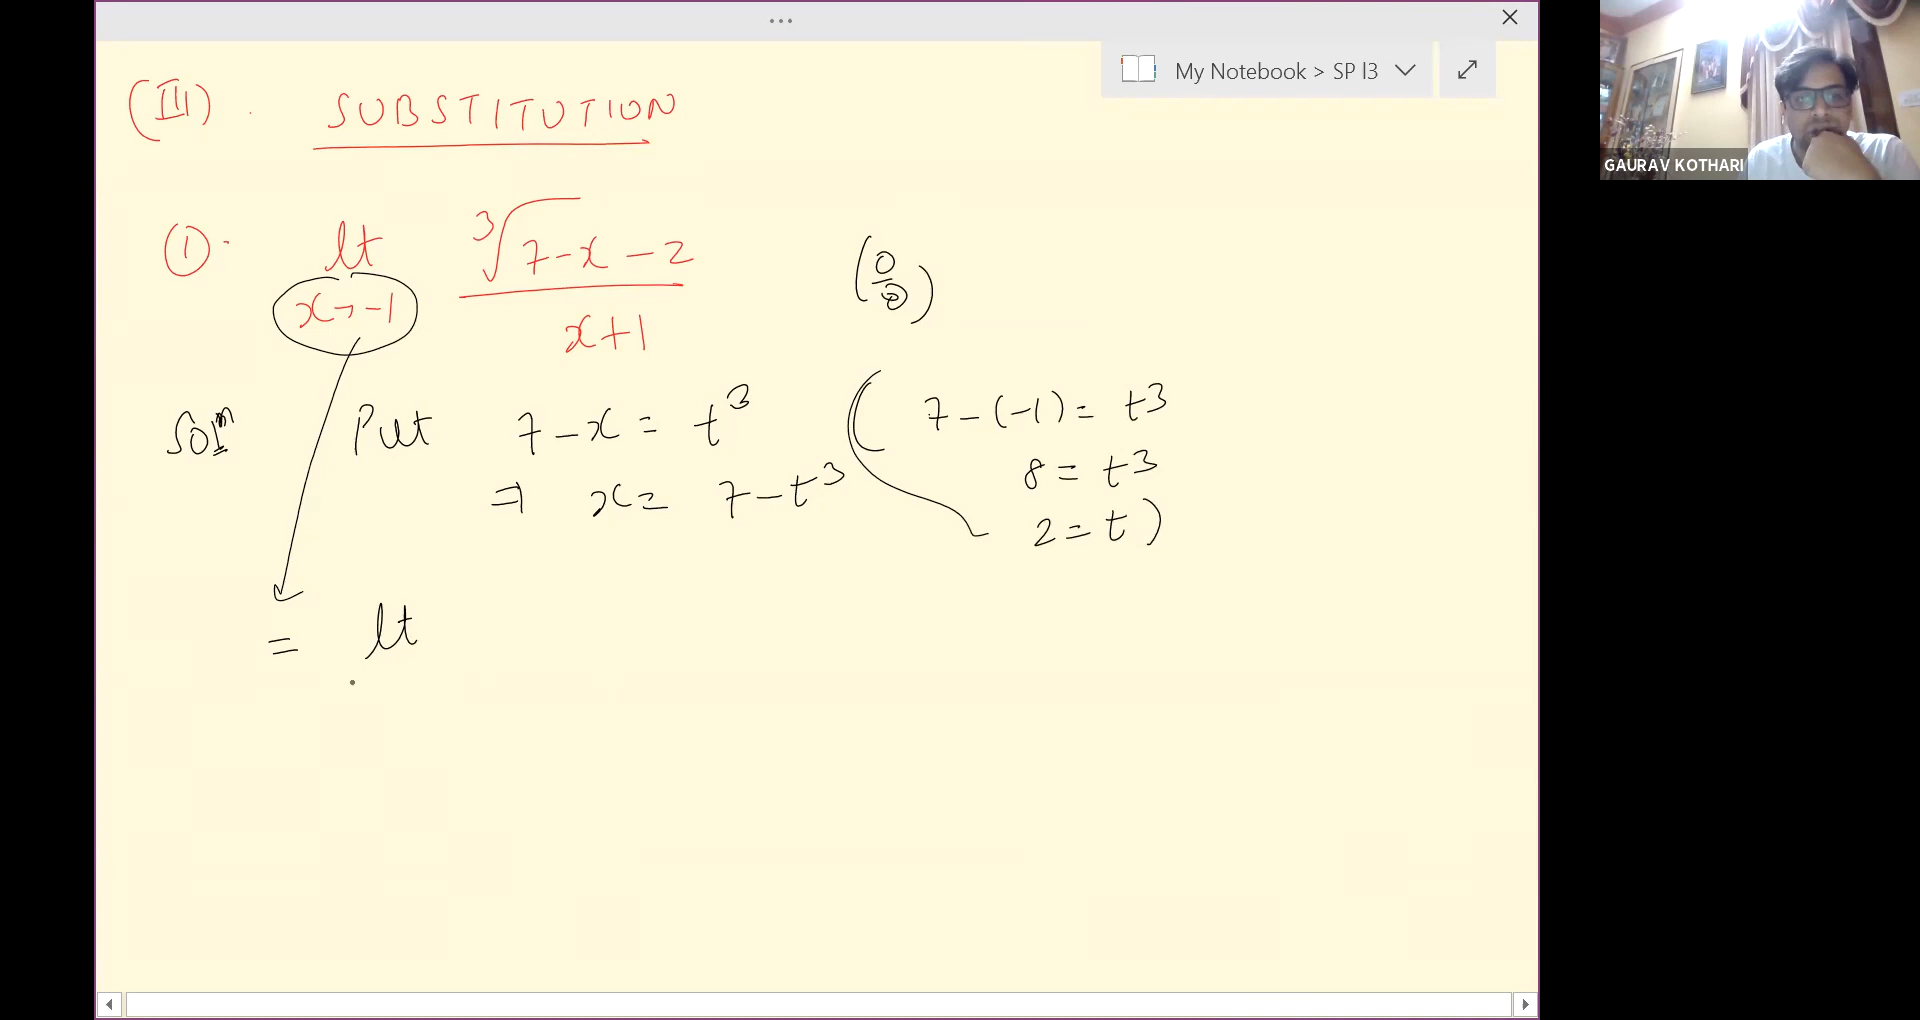 My Notebook > SP l3
GAURAV KOTHARI
(III). SUBSTITUTION
①. lt x→-1 (∛7-x - 2)/(x+1) (0/0)
Solⁿ Put 7-x = t³ ( 7-(-1) = t3
⇒ x = 7-t³ 8 = t3
2 = t )
= lt